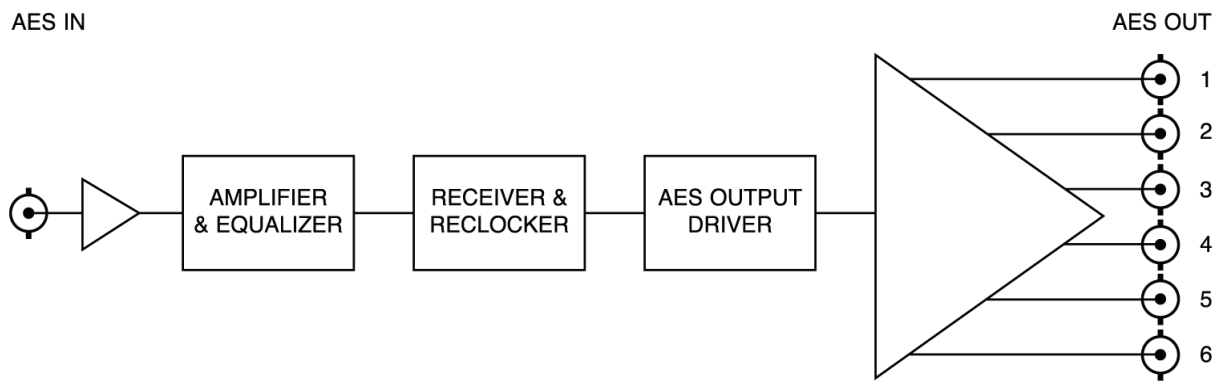 AES IN
AES OUT
AMPLIFIER
& EQUALIZER
RECEIVER &
RECLOCKER
AES OUTPUT
DRIVER
1
2
3
4
5
6